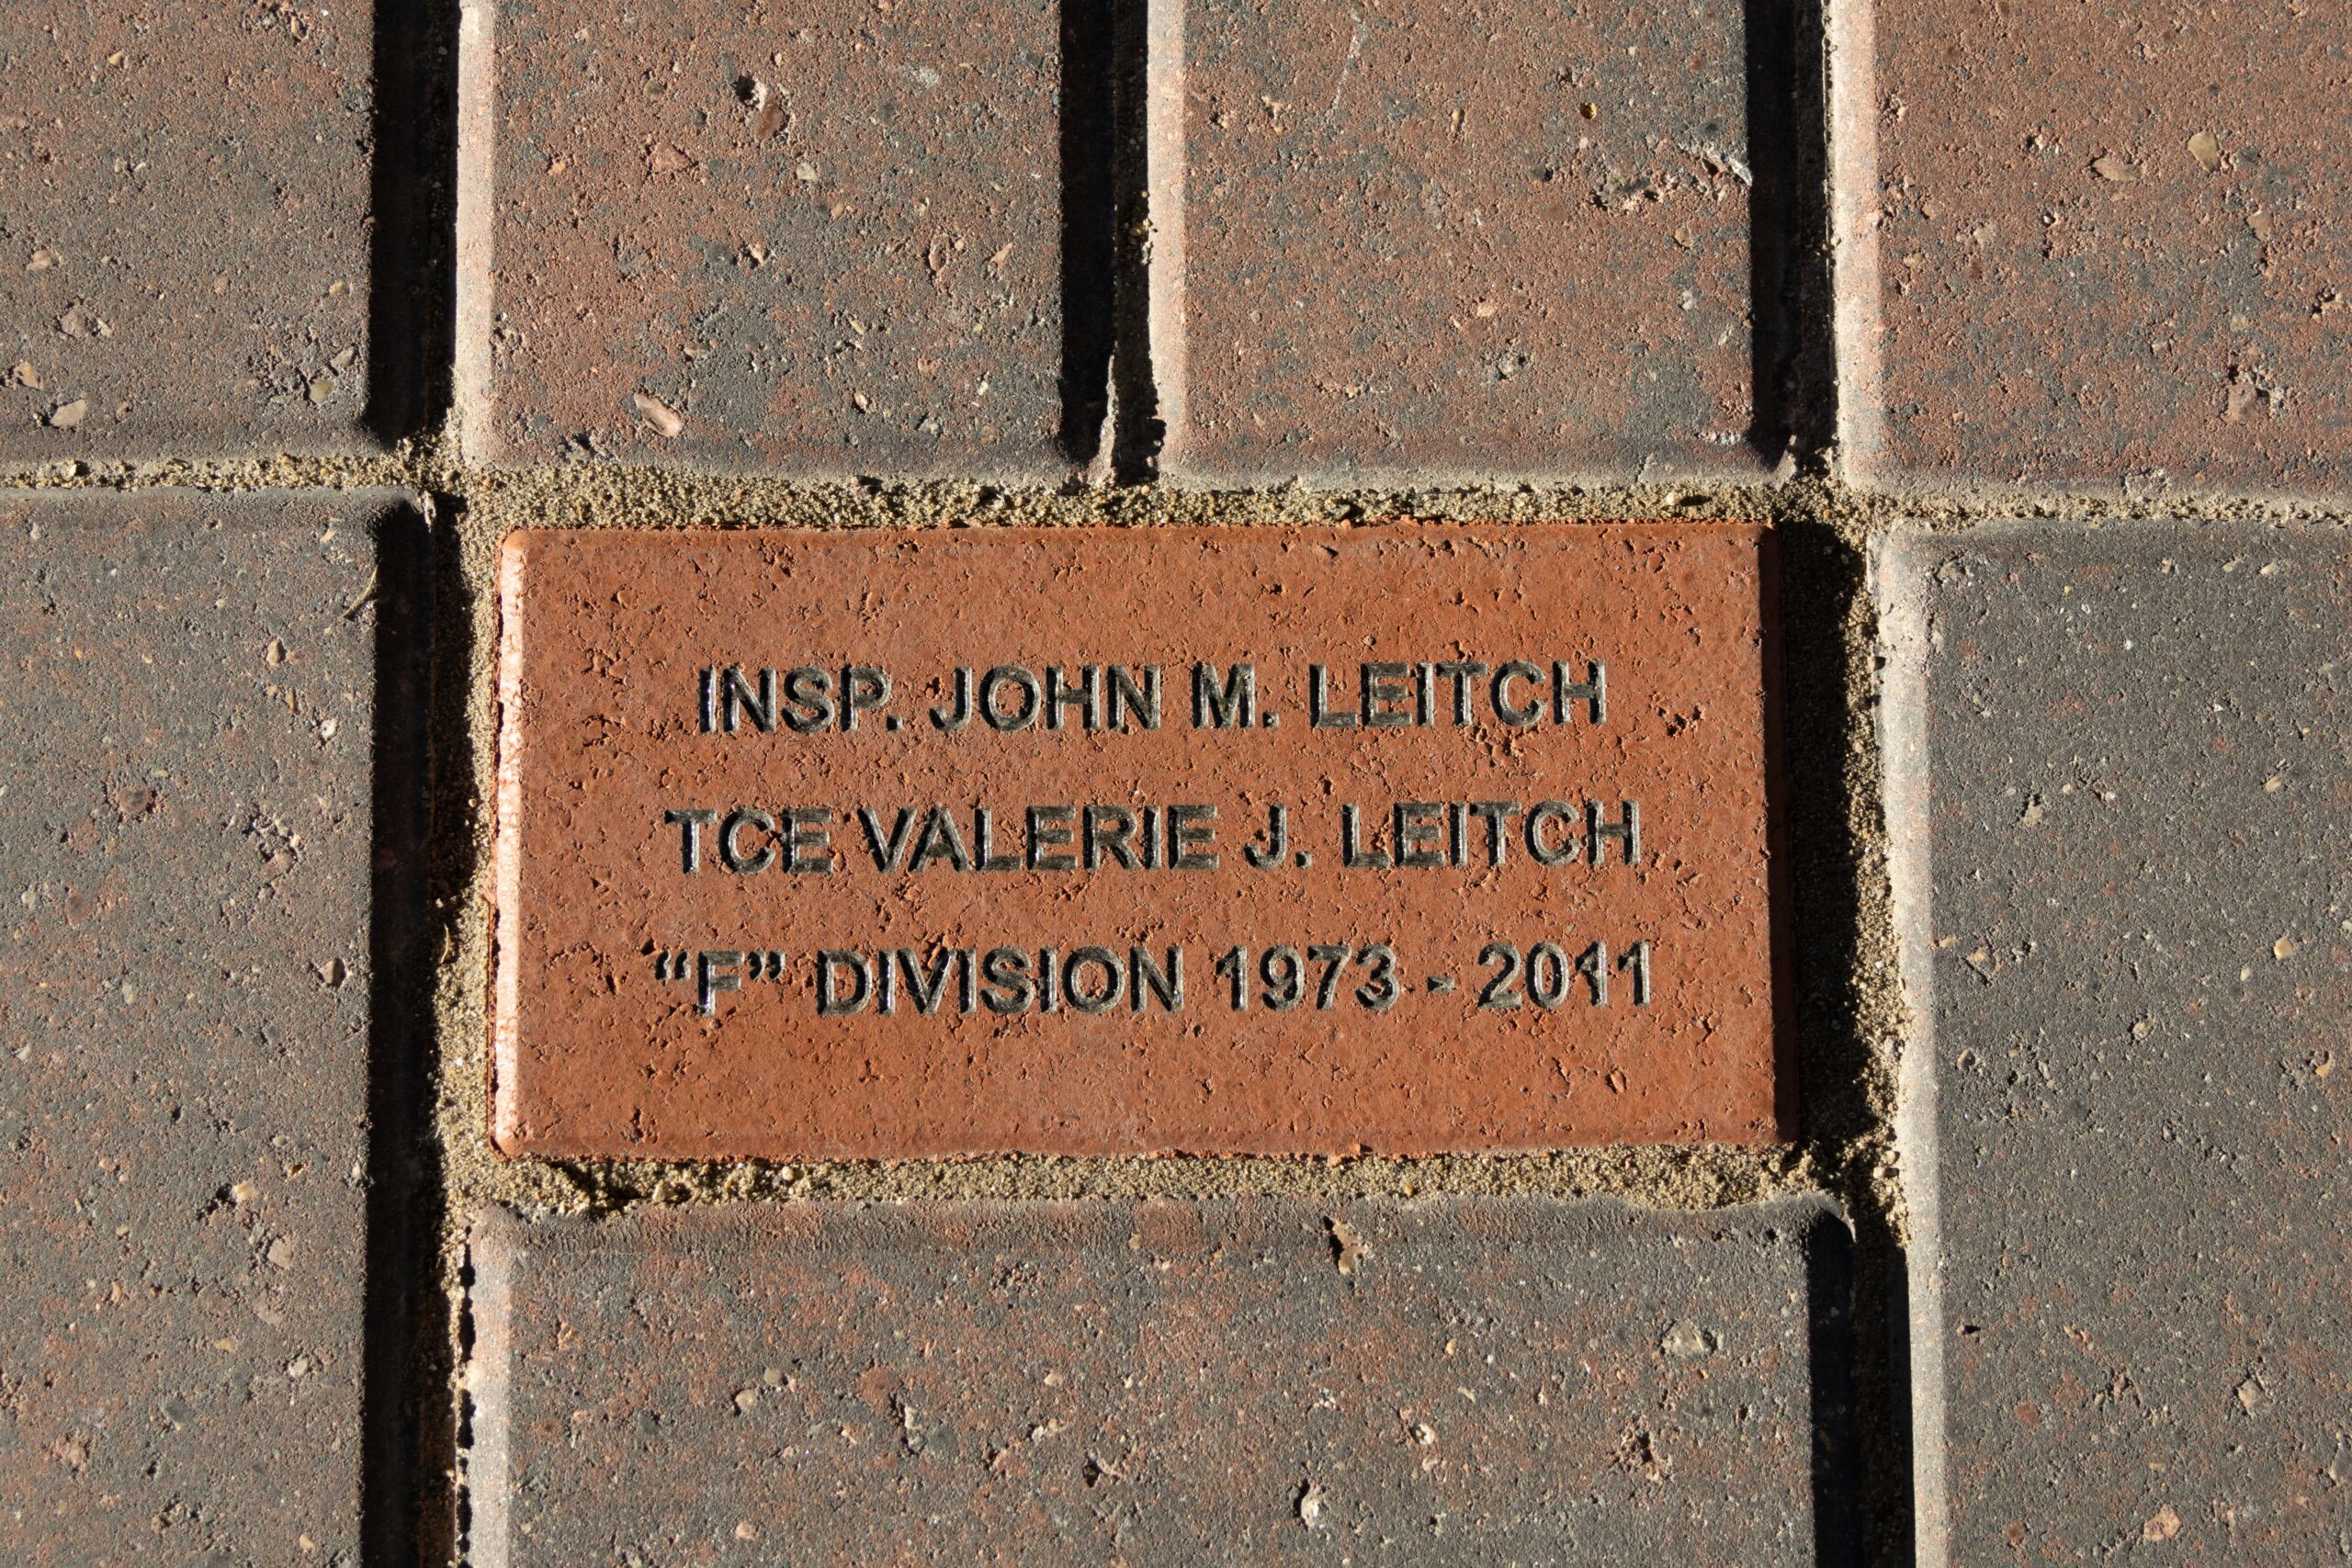 INSP. JOHN M. LEITCH
TCE VALERIE J. LEITCH
“F” DIVISION 1973 - 2011